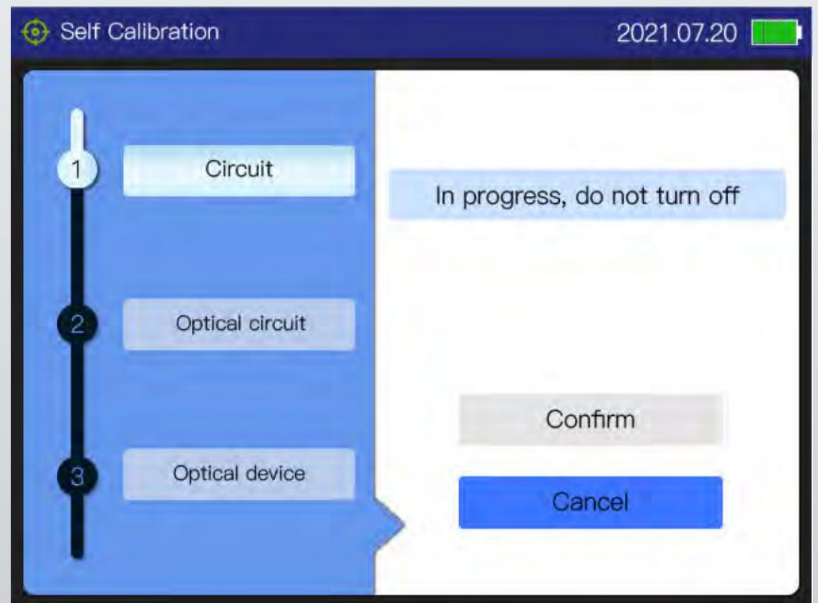 Self Calibration
2021.07.20
1
Circuit
In progress, do not turn off
2
Optical circuit
Confirm
3
Optical device
Cancel